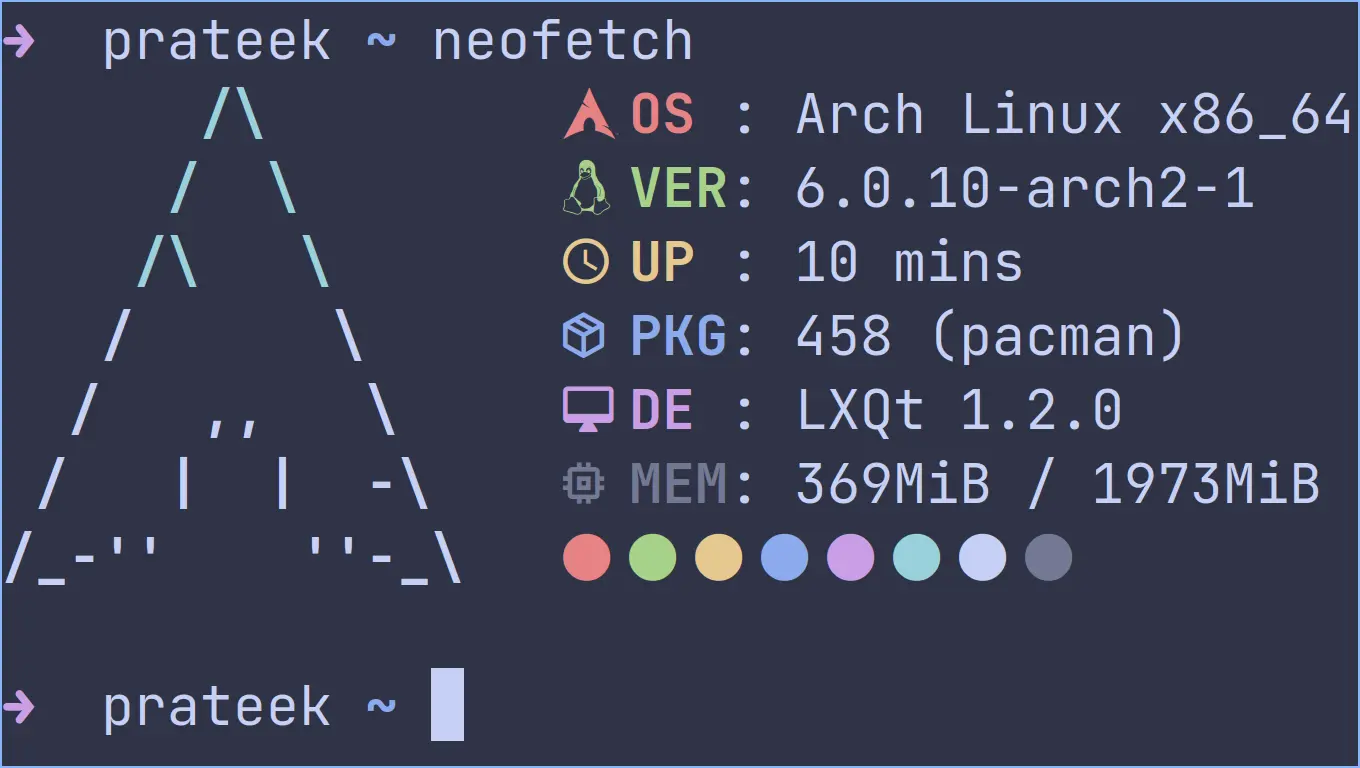 ➜  prateek ~ neofetch
      /\         OS : Arch Linux x86_64
     /  \        VER: 6.0.10-arch2-1
    /\   \       UP : 10 mins
   /      \      PKG: 458 (pacman)
  /   ,,   \     DE : LXQt 1.2.0
 /   |  |  -\    MEM: 369MiB / 1973MiB
/_-''    ''-_\
➜  prateek ~